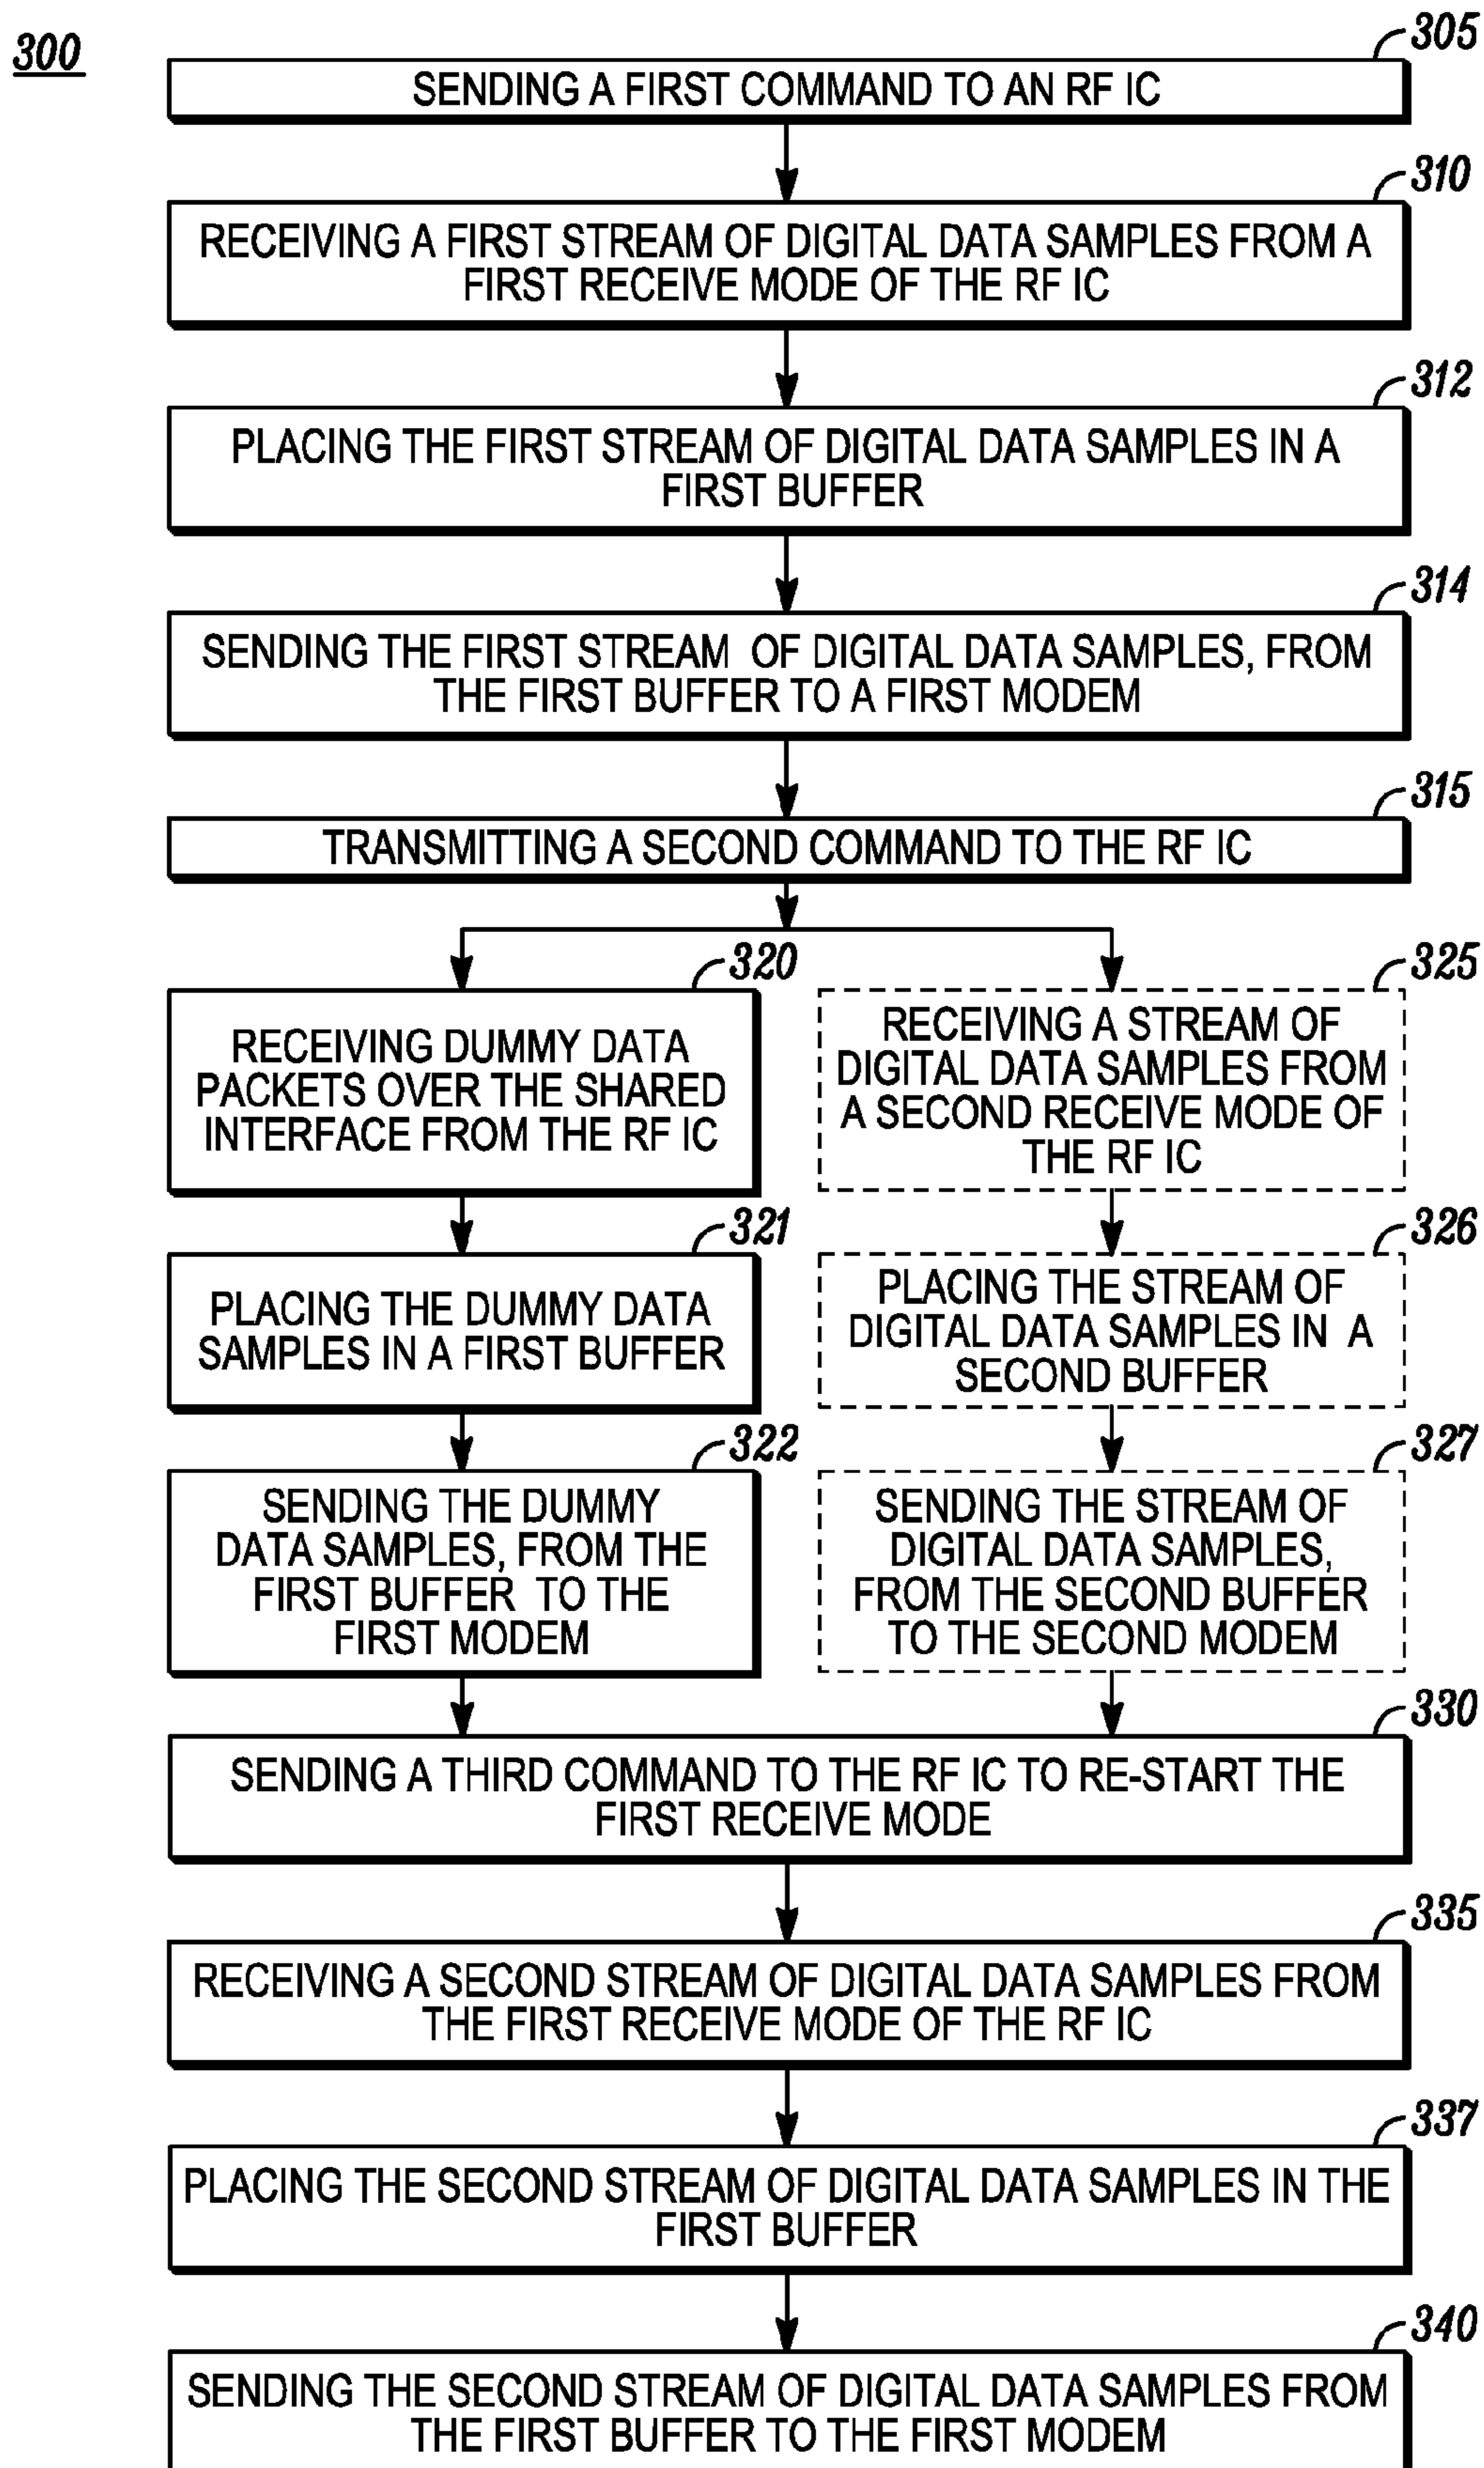 300
305
SENDING A FIRST COMMAND TO AN RF IC
310
RECEIVING A FIRST STREAM OF DIGITAL DATA SAMPLES FROM A
FIRST RECEIVE MODE OF THE RF IC
312
PLACING THE FIRST STREAM OF DIGITAL DATA SAMPLES IN A
FIRST BUFFER
314
SENDING THE FIRST STREAM OF DIGITAL DATA SAMPLES, FROM
THE FIRST BUFFER TO A FIRST MODEM
315
TRANSMITTING A SECOND COMMAND TO THE RF IC
320
RECEIVING DUMMY DATA
PACKETS OVER THE SHARED
INTERFACE FROM THE RF IC
325
RECEIVING A STREAM OF
DIGITAL DATA SAMPLES FROM
A SECOND RECEIVE MODE OF
THE RF IC
321
PLACING THE DUMMY DATA
SAMPLES IN A FIRST BUFFER
326
PLACING THE STREAM OF
DIGITAL DATA SAMPLES IN A
SECOND BUFFER
322
SENDING THE DUMMY
DATA SAMPLES, FROM THE
FIRST BUFFER TO THE
FIRST MODEM
327
SENDING THE STREAM OF
DIGITAL DATA SAMPLES,
FROM THE SECOND BUFFER
TO THE SECOND MODEM
330
SENDING A THIRD COMMAND TO THE RF IC TO RE-START THE
FIRST RECEIVE MODE
335
RECEIVING A SECOND STREAM OF DIGITAL DATA SAMPLES FROM
THE FIRST RECEIVE MODE OF THE RF IC
337
PLACING THE SECOND STREAM OF DIGITAL DATA SAMPLES IN THE
FIRST BUFFER
340
SENDING THE SECOND STREAM OF DIGITAL DATA SAMPLES FROM
THE FIRST BUFFER TO THE FIRST MODEM